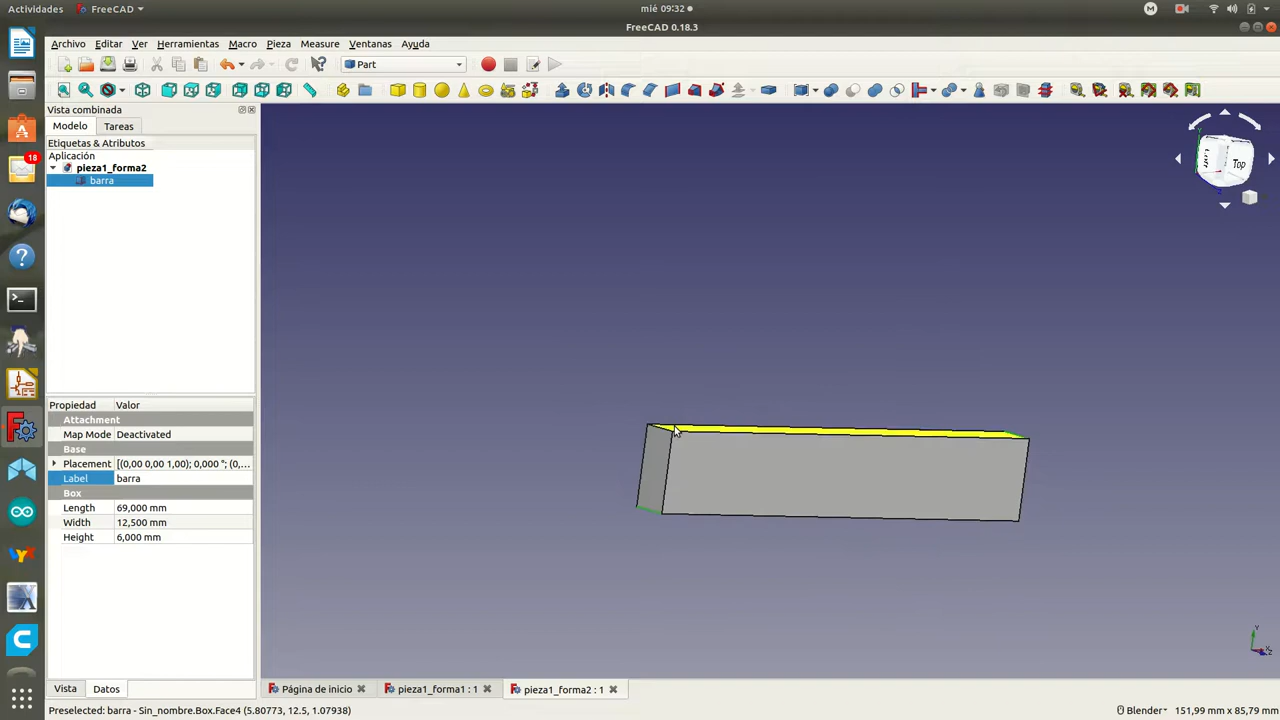 Actividades FreeCAD mié 09:32 M
FreeCAD 0.18.3
Archivo Editar Ver Herramientas Macro Pieza Measure Ventanas Ayuda
Part
Vista combinada
Modelo Tareas
Etiquetas & Atributos
Aplicación
pieza1_forma2
barra
18
Left Top
Propiedad Valor
Attachment
Map Mode Deactivated
Base
Placement [(0,00 0,00 1,00); 0,000 °; (0,...
Label barra
Box
Length 69,000 mm
Width 12,500 mm
Height 6,000 mm
Vista Datos
Página de inicio pieza1_forma1 : 1 pieza1_forma2 : 1
Preselected: barra - Sin_nombre.Box.Face4 (5.80773, 12.5, 1.07938) Blender 151,99 mm x 85,79 mm